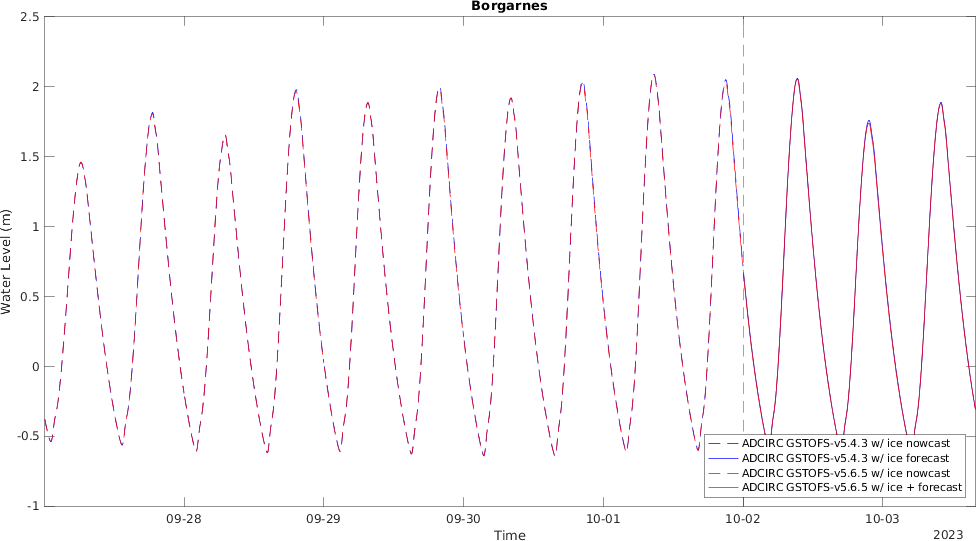 Borgarnes
2.5
2
1.5
1
0.5
0
-0.5
-1
Water Level (m)
ADCIRC GSTOFS-v5.4.3 w/ ice nowcast
ADCIRC GSTOFS-v5.4.3 w/ ice forecast
ADCIRC GSTOFS-v5.6.5 w/ ice nowcast
ADCIRC GSTOFS-v5.6.5 w/ ice + forecast
09-28
09-29
09-30
10-01
10-02
10-03
Time
2023